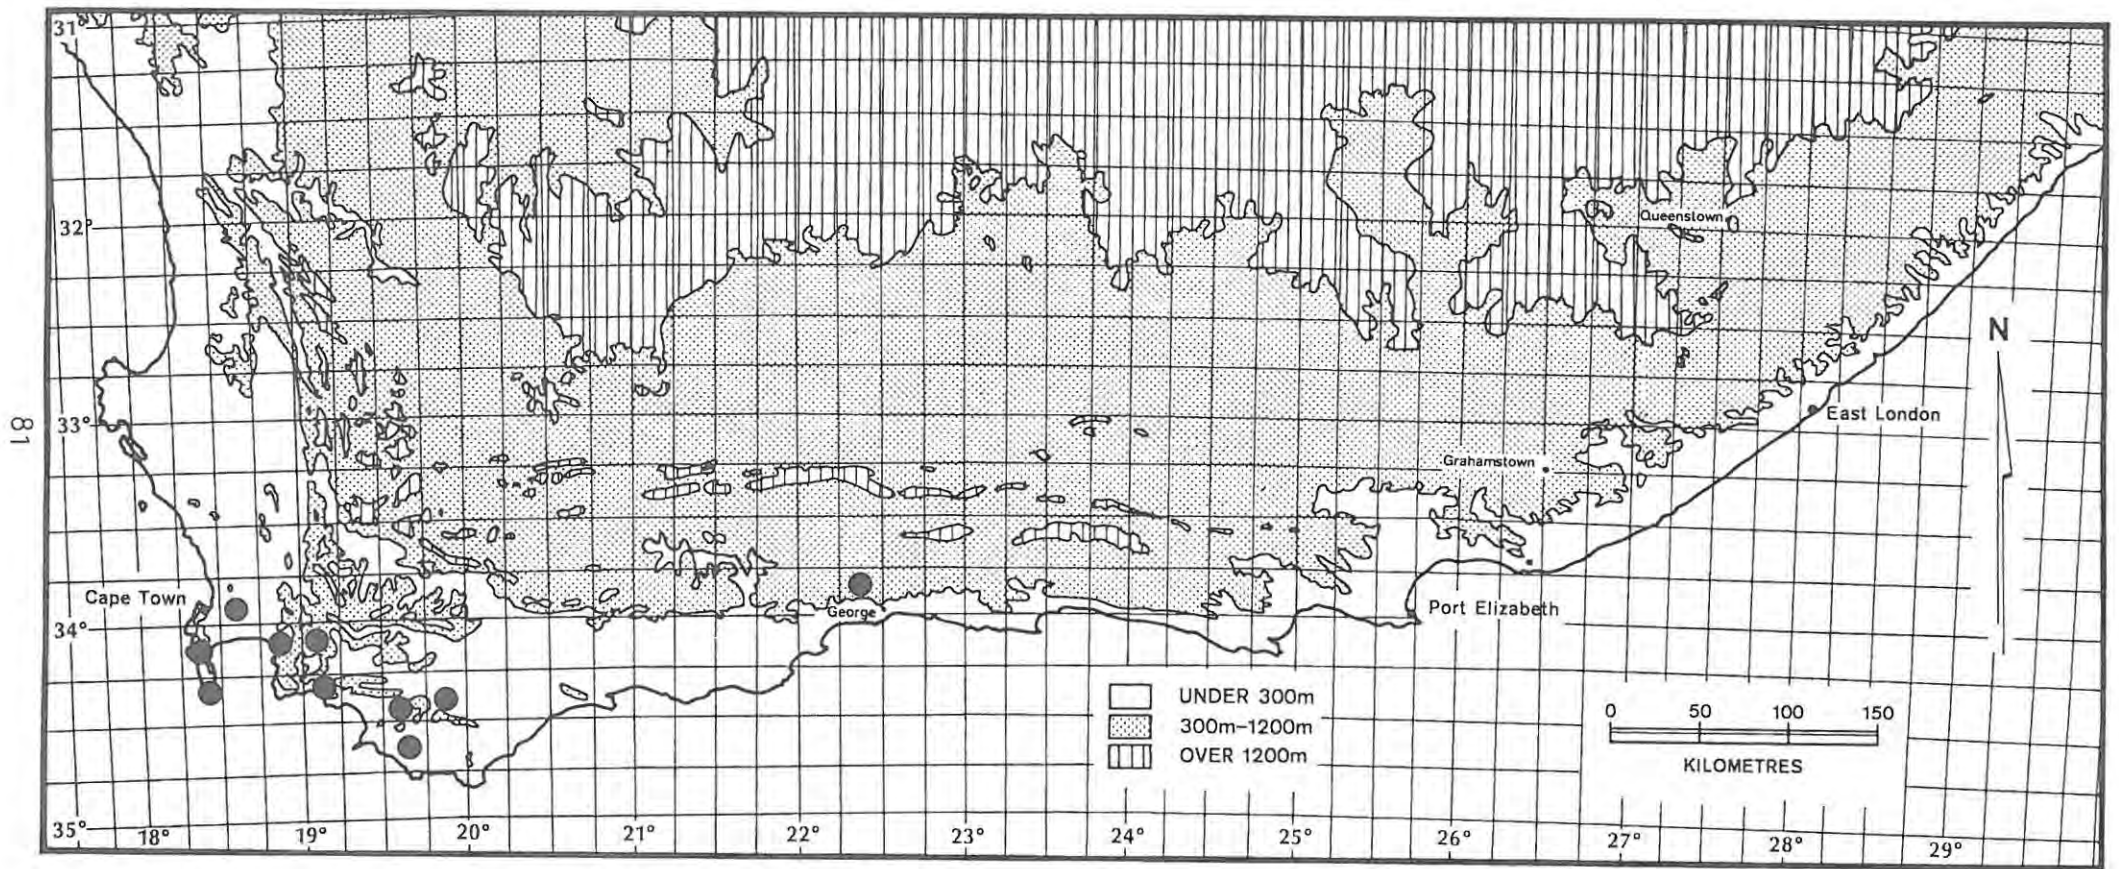 31
32°
33°
34°
35°
81
Queenstown
East London
Grahamstown
Port Elizabeth
George
Cape Town
N
UNDER 300m
300m–1200m
OVER 1200m
0 50 100 150
KILOMETRES
18° 19° 20° 21° 22° 23° 24° 25° 26° 27° 28° 29°